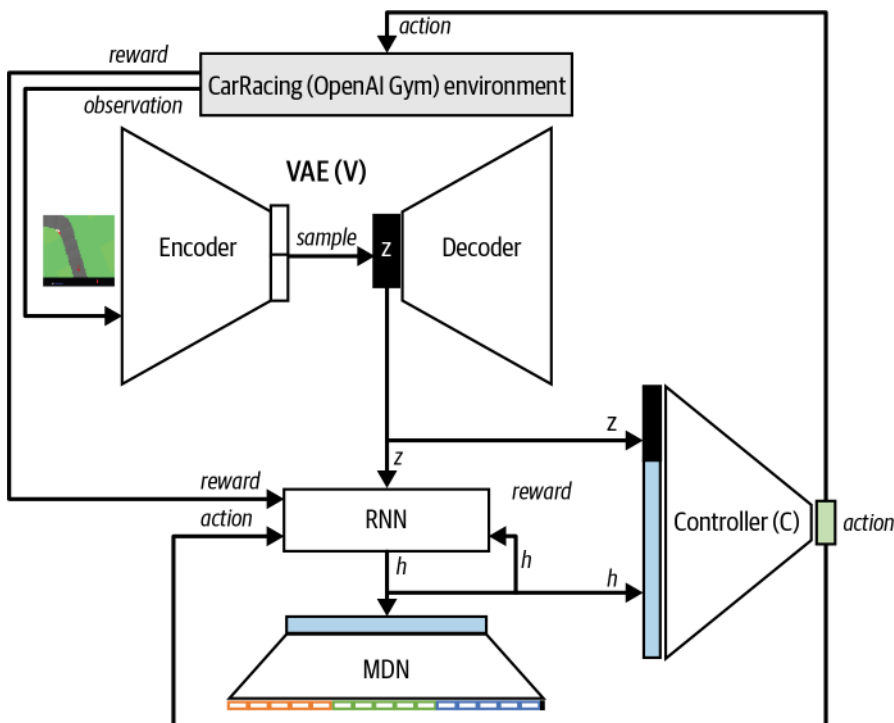 action
reward
CarRacing (OpenAI Gym) environment
observation
VAE (V)
Encoder
sample
z
Decoder
z
z
reward
reward
action
RNN
Controller (C)
action
h
h
h
MDN